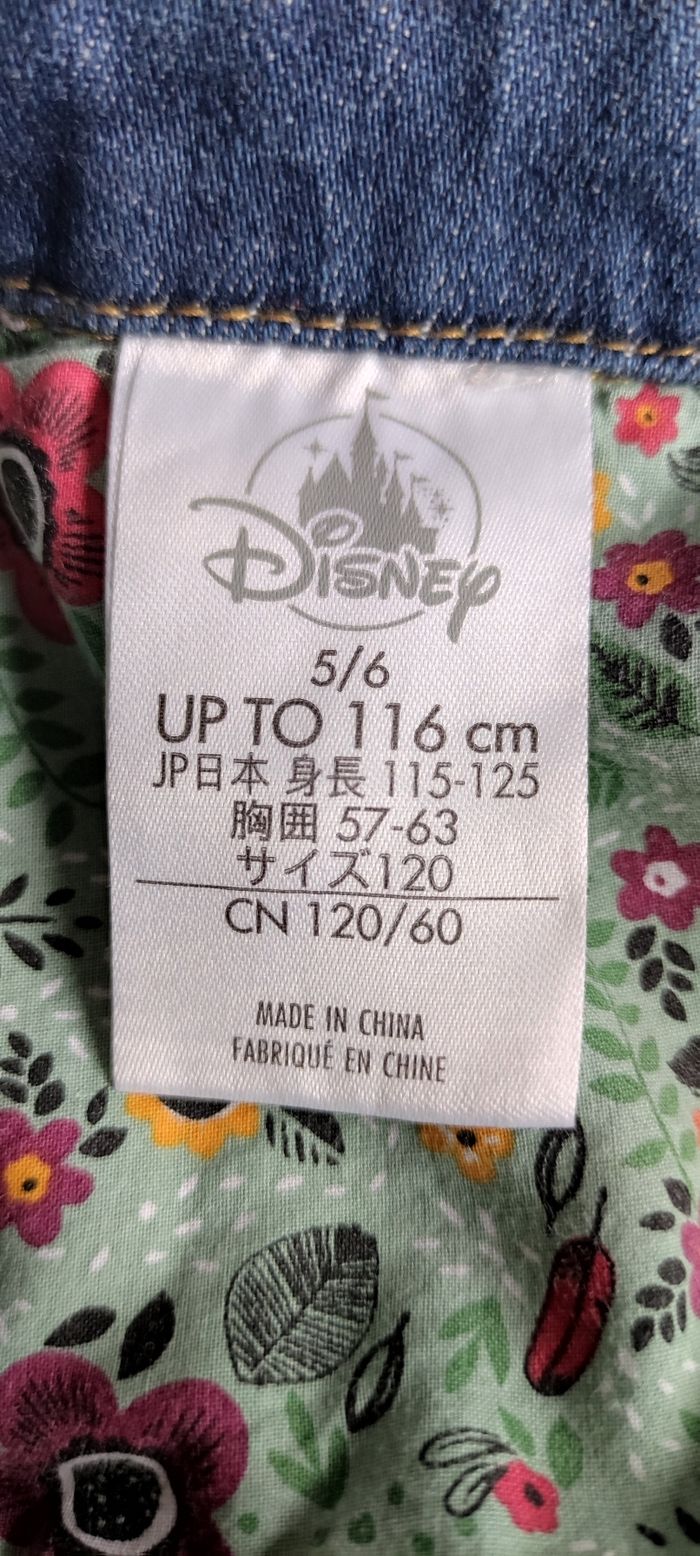 Disney
5/6
UP TO 116 cm
JP日本 身長 115-125
胸囲 57-63
サイズ120
CN 120/60
MADE IN CHINA
FABRIQUÉ EN CHINE